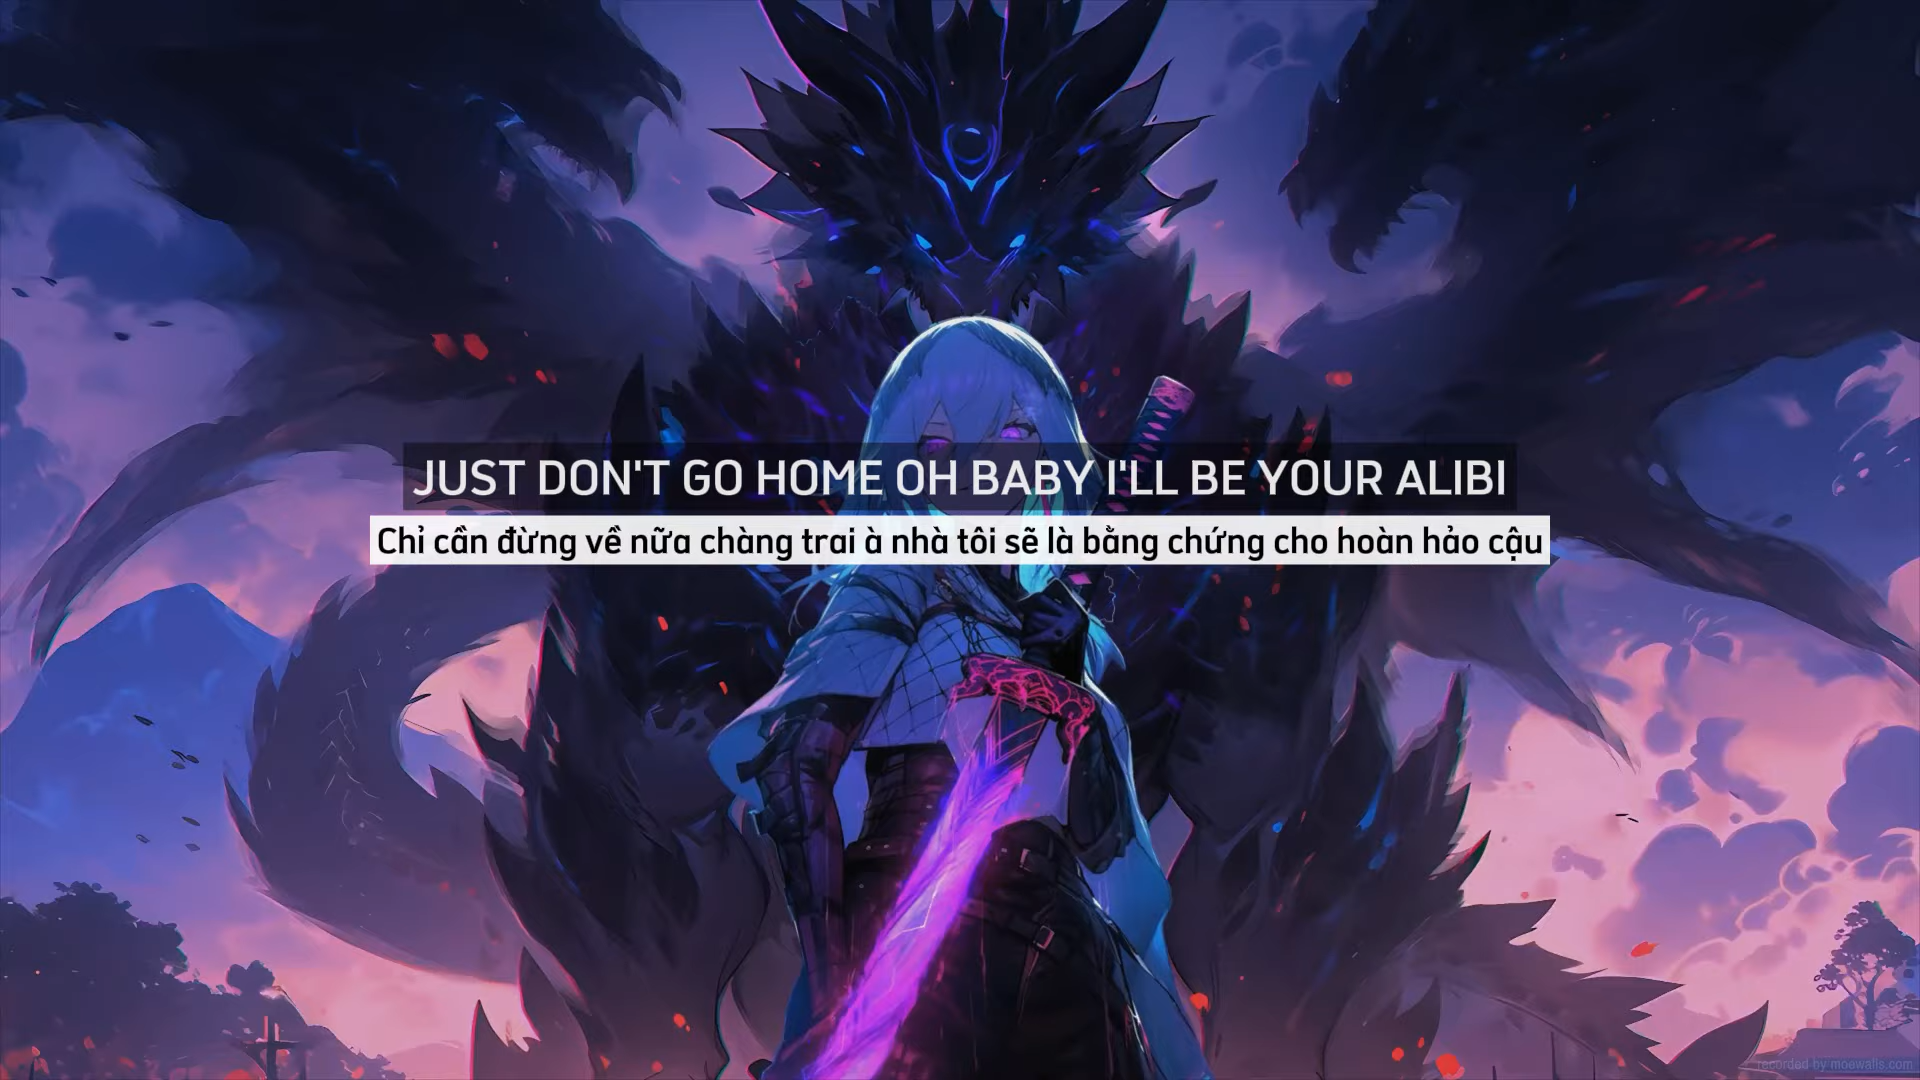 JUST DON'T GO HOME OH BABY I'LL BE YOUR ALIBI
Chỉ cần đừng về nữa chàng trai à nhà tôi sẽ là bằng chứng cho hoàn hảo cậu
recorded by moewalls.com